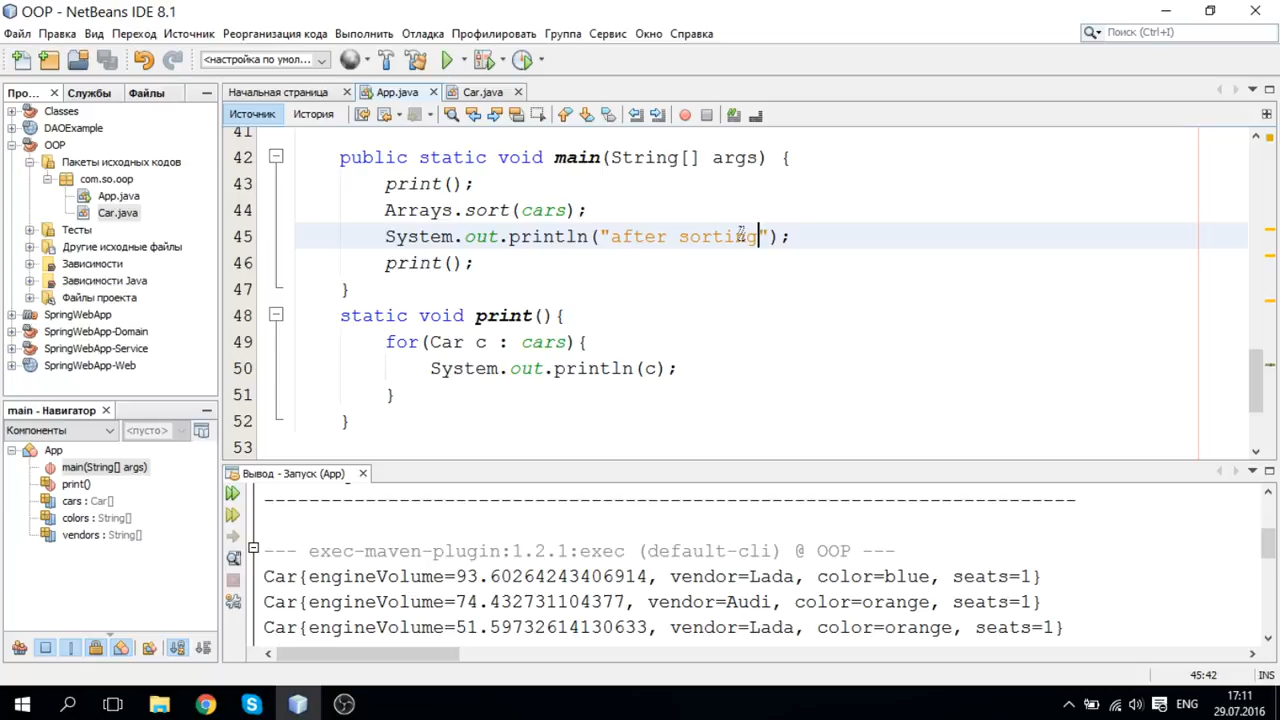 OOP - NetBeans IDE 8.1
Файл Правка Вид Переход Источник Реорганизация кода Выполнить Отладка Профилировать Группа Сервис Окно Справка
Поиск (Ctrl+I)
<настройка по умол...
Про... Службы Файлы
Classes
DAOExample
OOP
Пакеты исходных кодов
com.so.oop
App.java
Car.java
Тесты
Другие исходные файлы
Зависимости
Зависимости Java
Файлы проекта
SpringWebApp
SpringWebApp-Domain
SpringWebApp-Service
SpringWebApp-Web
main - Навигатор
Компоненты <пусто>
App
main(String[] args)
print()
cars : Car[]
colors : String[]
vendors : String[]
Начальная страница App.java Car.java
Источник История
41
42 public static void main(String[] args) {
43 print();
44 Arrays.sort(cars);
45 System.out.println("after sorting");
46 print();
47 }
48 static void print(){
49 for(Car c : cars){
50 System.out.println(c);
51 }
52 }
53
Вывод - Запуск (App)
------------------------------------------------------------------------
--- exec-maven-plugin:1.2.1:exec (default-cli) @ OOP ---
Car{engineVolume=93.60264243406914, vendor=Lada, color=blue, seats=1}
Car{engineVolume=74.432731104377, vendor=Audi, color=orange, seats=1}
Car{engineVolume=51.59732614130633, vendor=Lada, color=orange, seats=1}
45:42 INS
ENG
17:11
29.07.2016